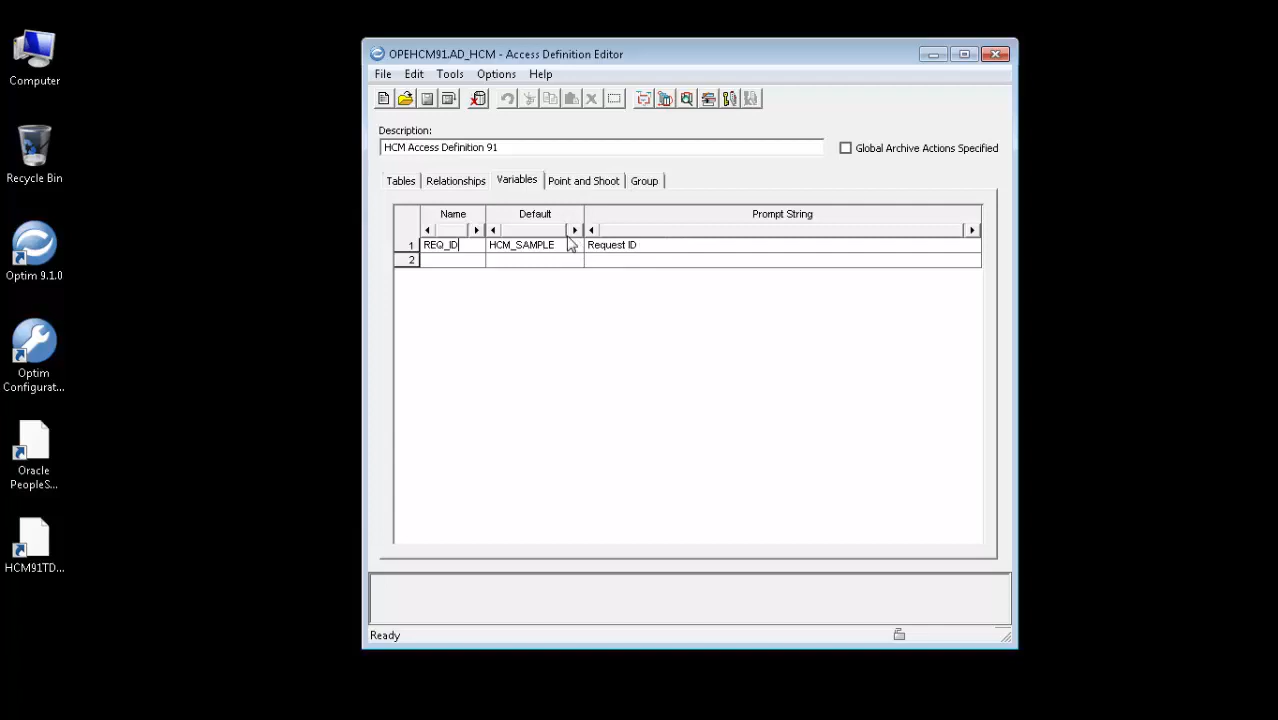 Computer
Recycle Bin
Optim 9.1.0
Optim
Configurat...
Oracle
PeopleS...
HCM91TD...
OPEHCM91.AD_HCM - Access Definition Editor
File Edit Tools Options Help
Description:
HCM Access Definition 91
Global Archive Actions Specified
Tables Relationships Variables Point and Shoot Group
Name Default Prompt String
1 REQ_ID HCM_SAMPLE Request ID
2
Ready